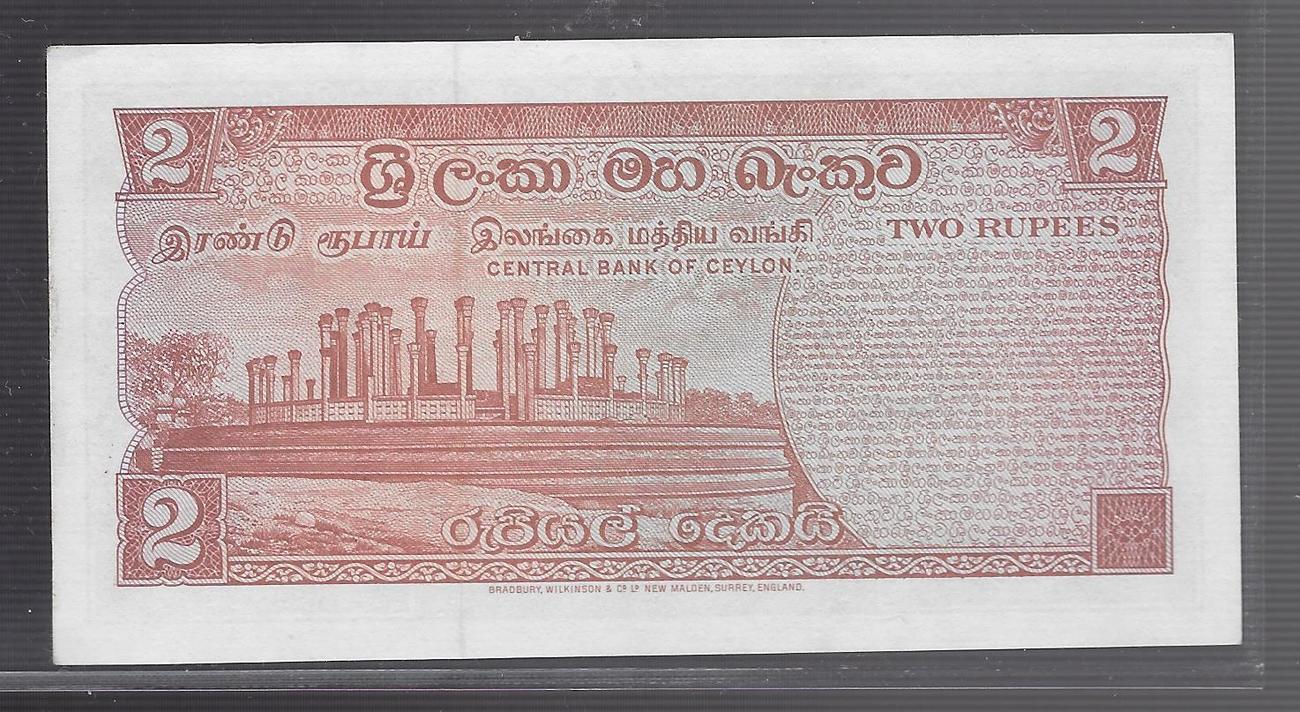 2 2
ශ්‍රී ලංකා මහ බැංකුව
இரண்டு ரூபாய் இலங்கை மத்திய வங்கி TWO RUPEES
CENTRAL BANK OF CEYLON.
2 රුපියල් දෙකයි
BRADBURY, WILKINSON & Cº Lº NEW MALDEN, SURREY, ENGLAND.